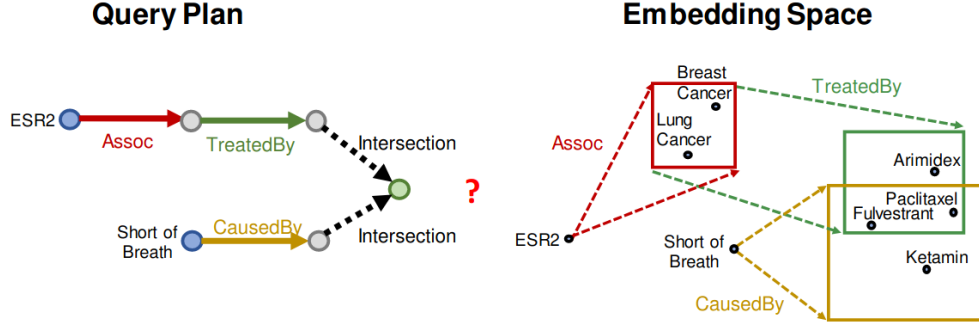 Query Plan
ESR2
Assoc
TreatedBy
Intersection
?
Short of
Breath
CausedBy
Intersection
Embedding Space
Breast
Cancer
Lung
Cancer
TreatedBy
Assoc
Arimidex
Paclitaxel
Fulvestrant
ESR2
Short of
Breath
Ketamin
CausedBy